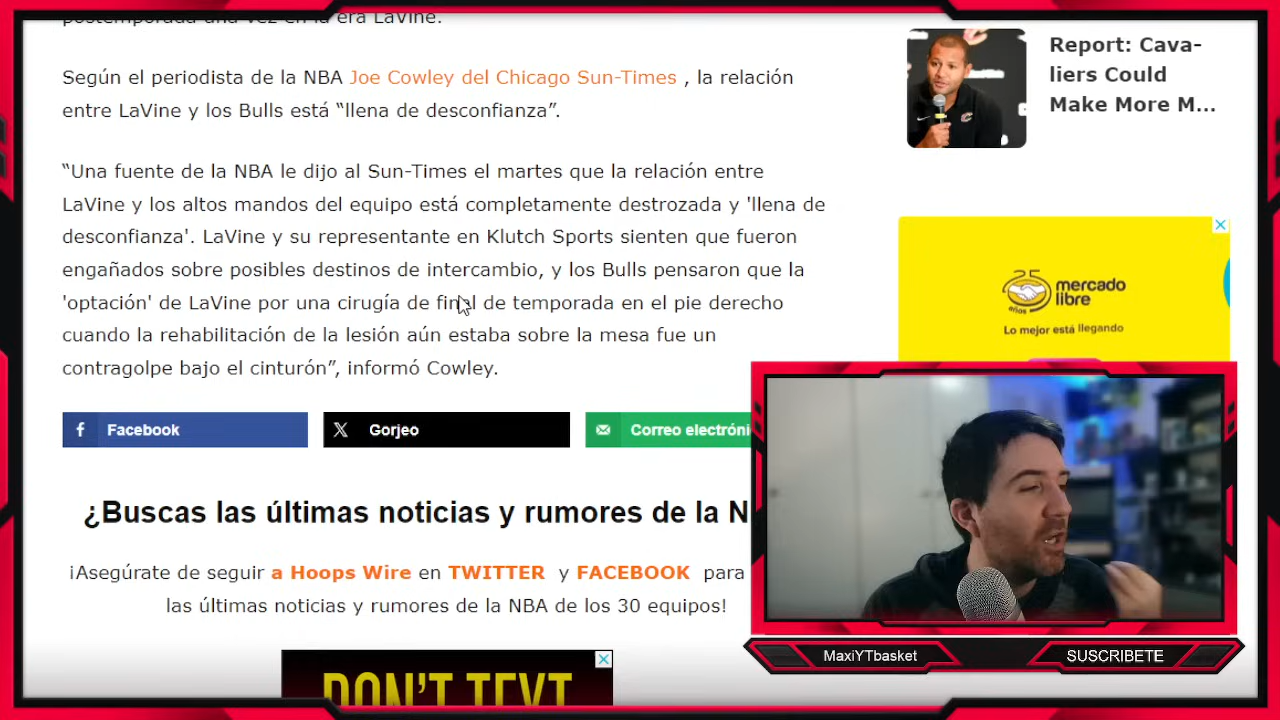 postemporada una vez en la era LaVine.
Según el periodista de la NBA Joe Cowley del Chicago Sun-Times , la relación
entre LaVine y los Bulls está “llena de desconfianza”.
“Una fuente de la NBA le dijo al Sun-Times el martes que la relación entre
LaVine y los altos mandos del equipo está completamente destrozada y 'llena de
desconfianza'. LaVine y su representante en Klutch Sports sienten que fueron
engañados sobre posibles destinos de intercambio, y los Bulls pensaron que la
'optación' de LaVine por una cirugía de final de temporada en el pie derecho
cuando la rehabilitación de la lesión aún estaba sobre la mesa fue un
contragolpe bajo el cinturón”, informó Cowley.
Facebook
Gorjeo
Correo electróni
¿Buscas las últimas noticias y rumores de la N
¡Asegúrate de seguir a Hoops Wire en TWITTER y FACEBOOK para
las últimas noticias y rumores de la NBA de los 30 equipos!
DON'T TEXT
Report: Cava-
liers Could
Make More M...
25 años
mercado
libre
Lo mejor está llegando
MaxiYTbasket
SUSCRIBETE